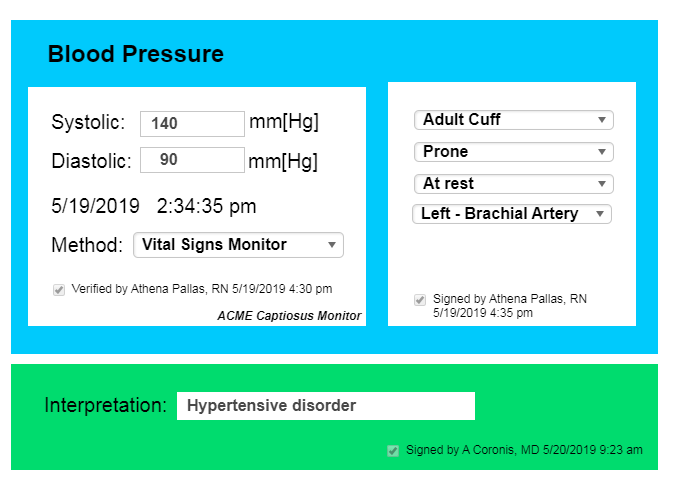 Blood Pressure
Systolic: 140 mm[Hg]
Diastolic: 90 mm[Hg]
5/19/2019 2:34:35 pm
Method: Vital Signs Monitor
Verified by Athena Pallas, RN 5/19/2019 4:30 pm
ACME Captiosus Monitor
Adult Cuff
Prone
At rest
Left - Brachial Artery
Signed by Athena Pallas, RN
5/19/2019 4:35 pm
Interpretation: Hypertensive disorder
Signed by A Coronis, MD 5/20/2019 9:23 am